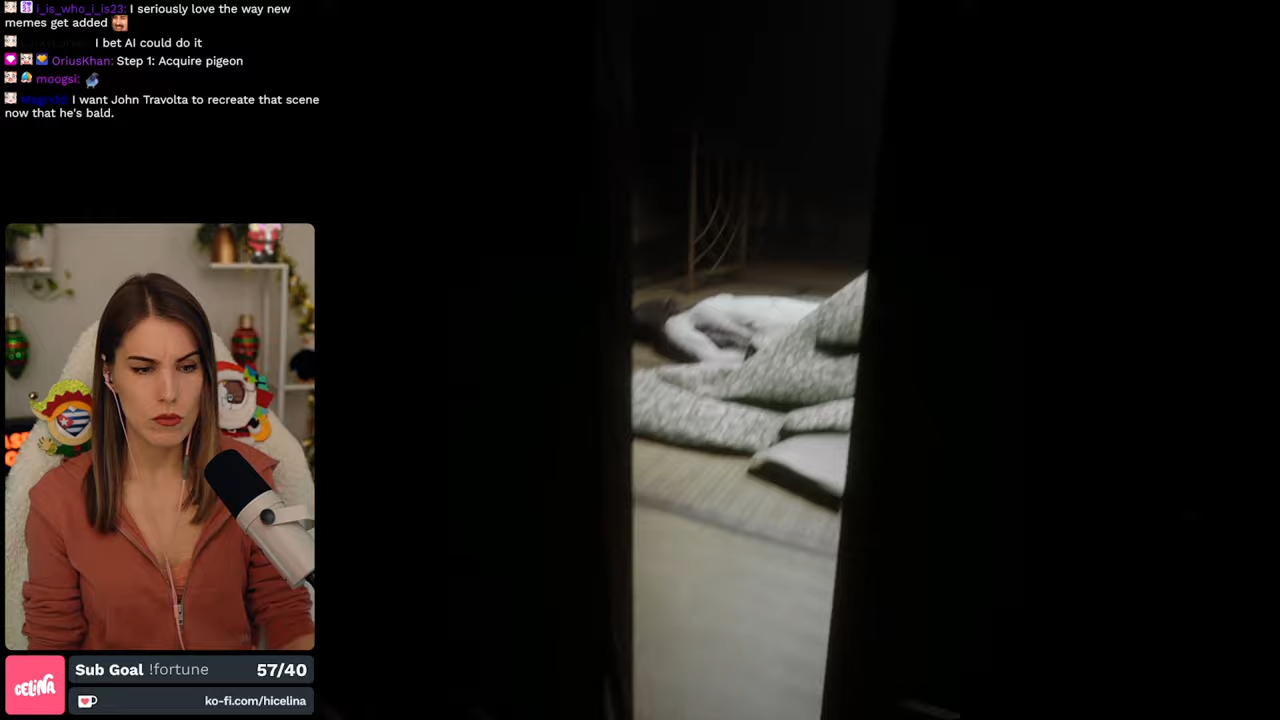 i_is_who_i_is23: I seriously love the way new
memes get added
I bet AI could do it
OriusKhan: Step 1: Acquire pigeon
moogsi:
I want John Travolta to recreate that scene
now that he's bald.
CELINA
Sub Goal !fortune 57/40
ko-fi.com/hicelina